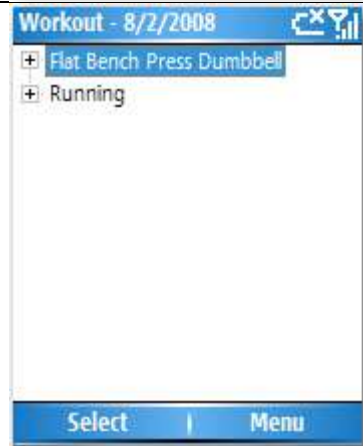 Workout - 8/2/2008
Flat Bench Press Dumbbell
Running
Select Menu